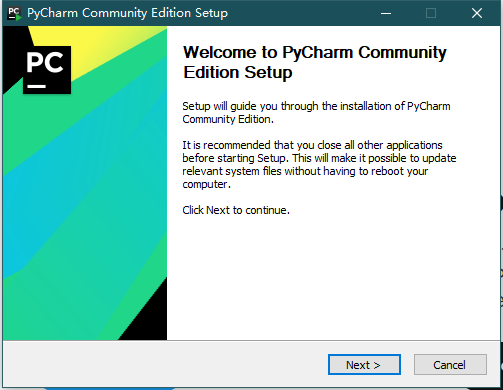 PyCharm Community Edition Setup
PC
Welcome to PyCharm Community
Edition Setup
Setup will guide you through the installation of PyCharm
Community Edition.
It is recommended that you close all other applications
before starting Setup. This will make it possible to update
relevant system files without having to reboot your
computer.
Click Next to continue.
Next >
Cancel